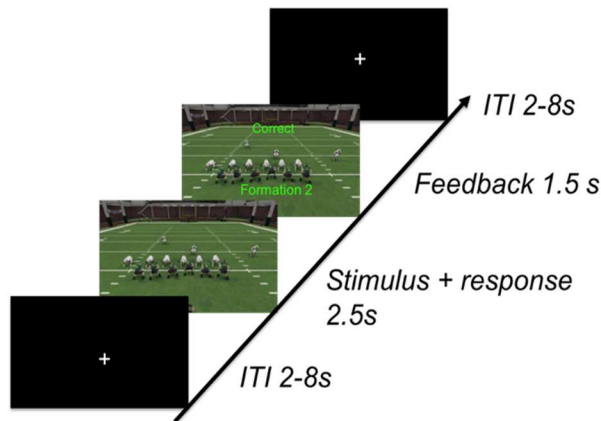 ITI 2-8s
Correct
Feedback 1.5 s
Formation 2
Stimulus + response
2.5s
ITI 2-8s